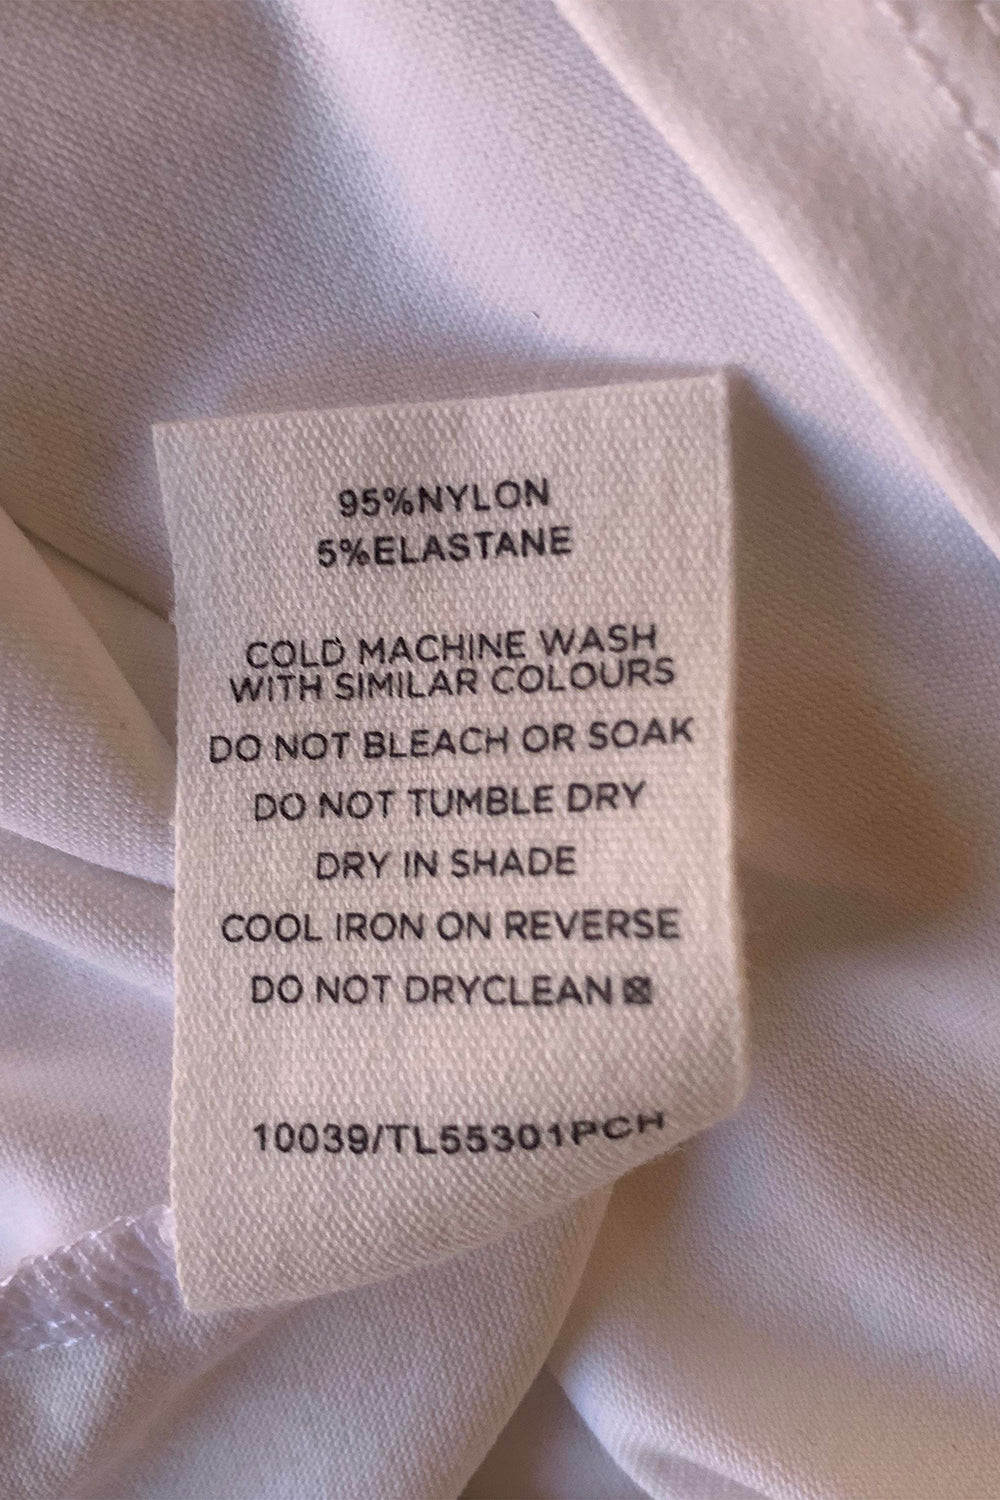 95%NYLON
5%ELASTANE
COLD MACHINE WASH
WITH SIMILAR COLOURS
DO NOT BLEACH OR SOAK
DO NOT TUMBLE DRY
DRY IN SHADE
COOL IRON ON REVERSE
DO NOT DRYCLEAN
10039/TL55301PCH